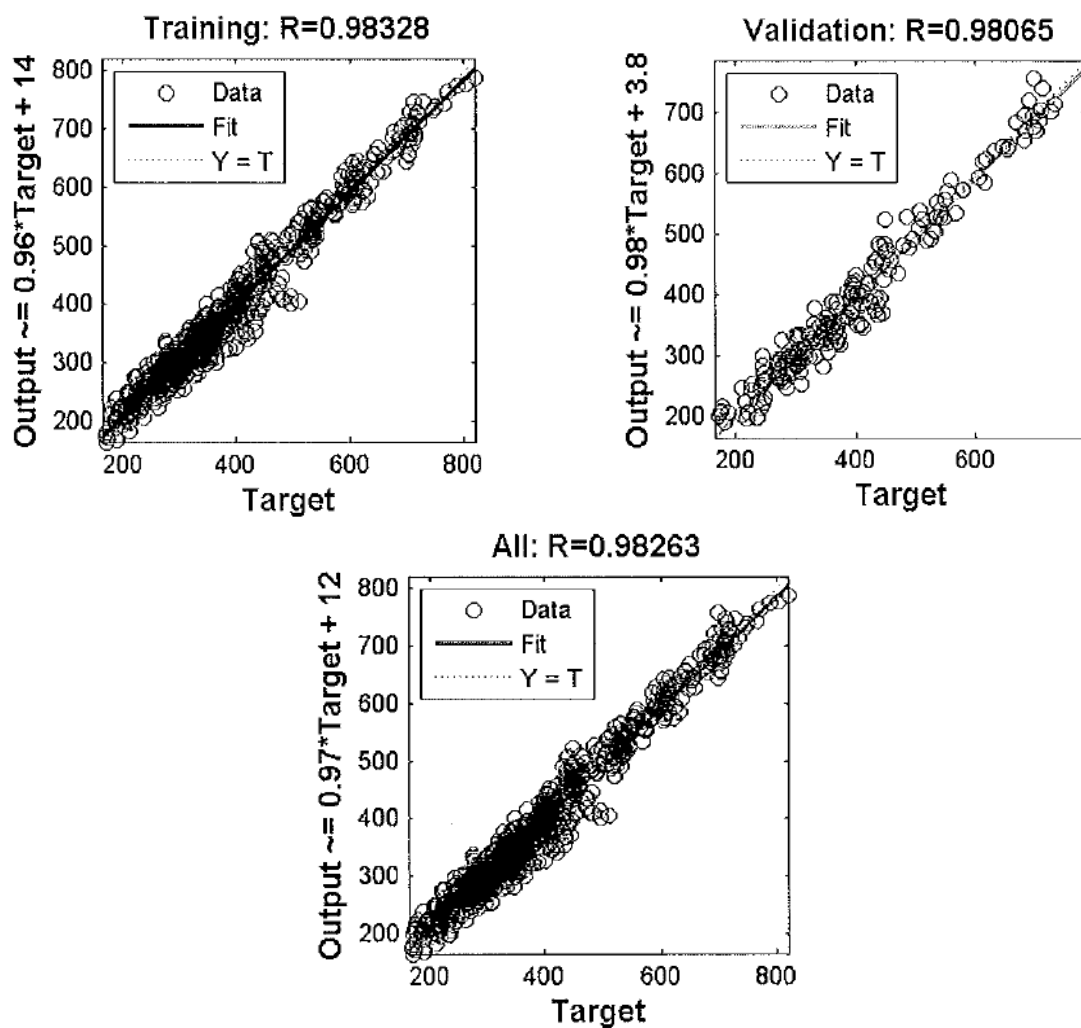 Training: R=0.98328
Output ~= 0.96*Target + 14
800
700
600
500
400
300
200
Data
Fit
Y = T
200
400
600
800
Target
Validation: R=0.98065
Output ~= 0.98*Target + 3.8
700
600
500
400
300
200
Data
Fit
Y = T
200
400
600
Target
All: R=0.98263
Output ~= 0.97*Target + 12
800
700
600
500
400
300
200
Data
Fit
Y = T
200
400
600
800
Target